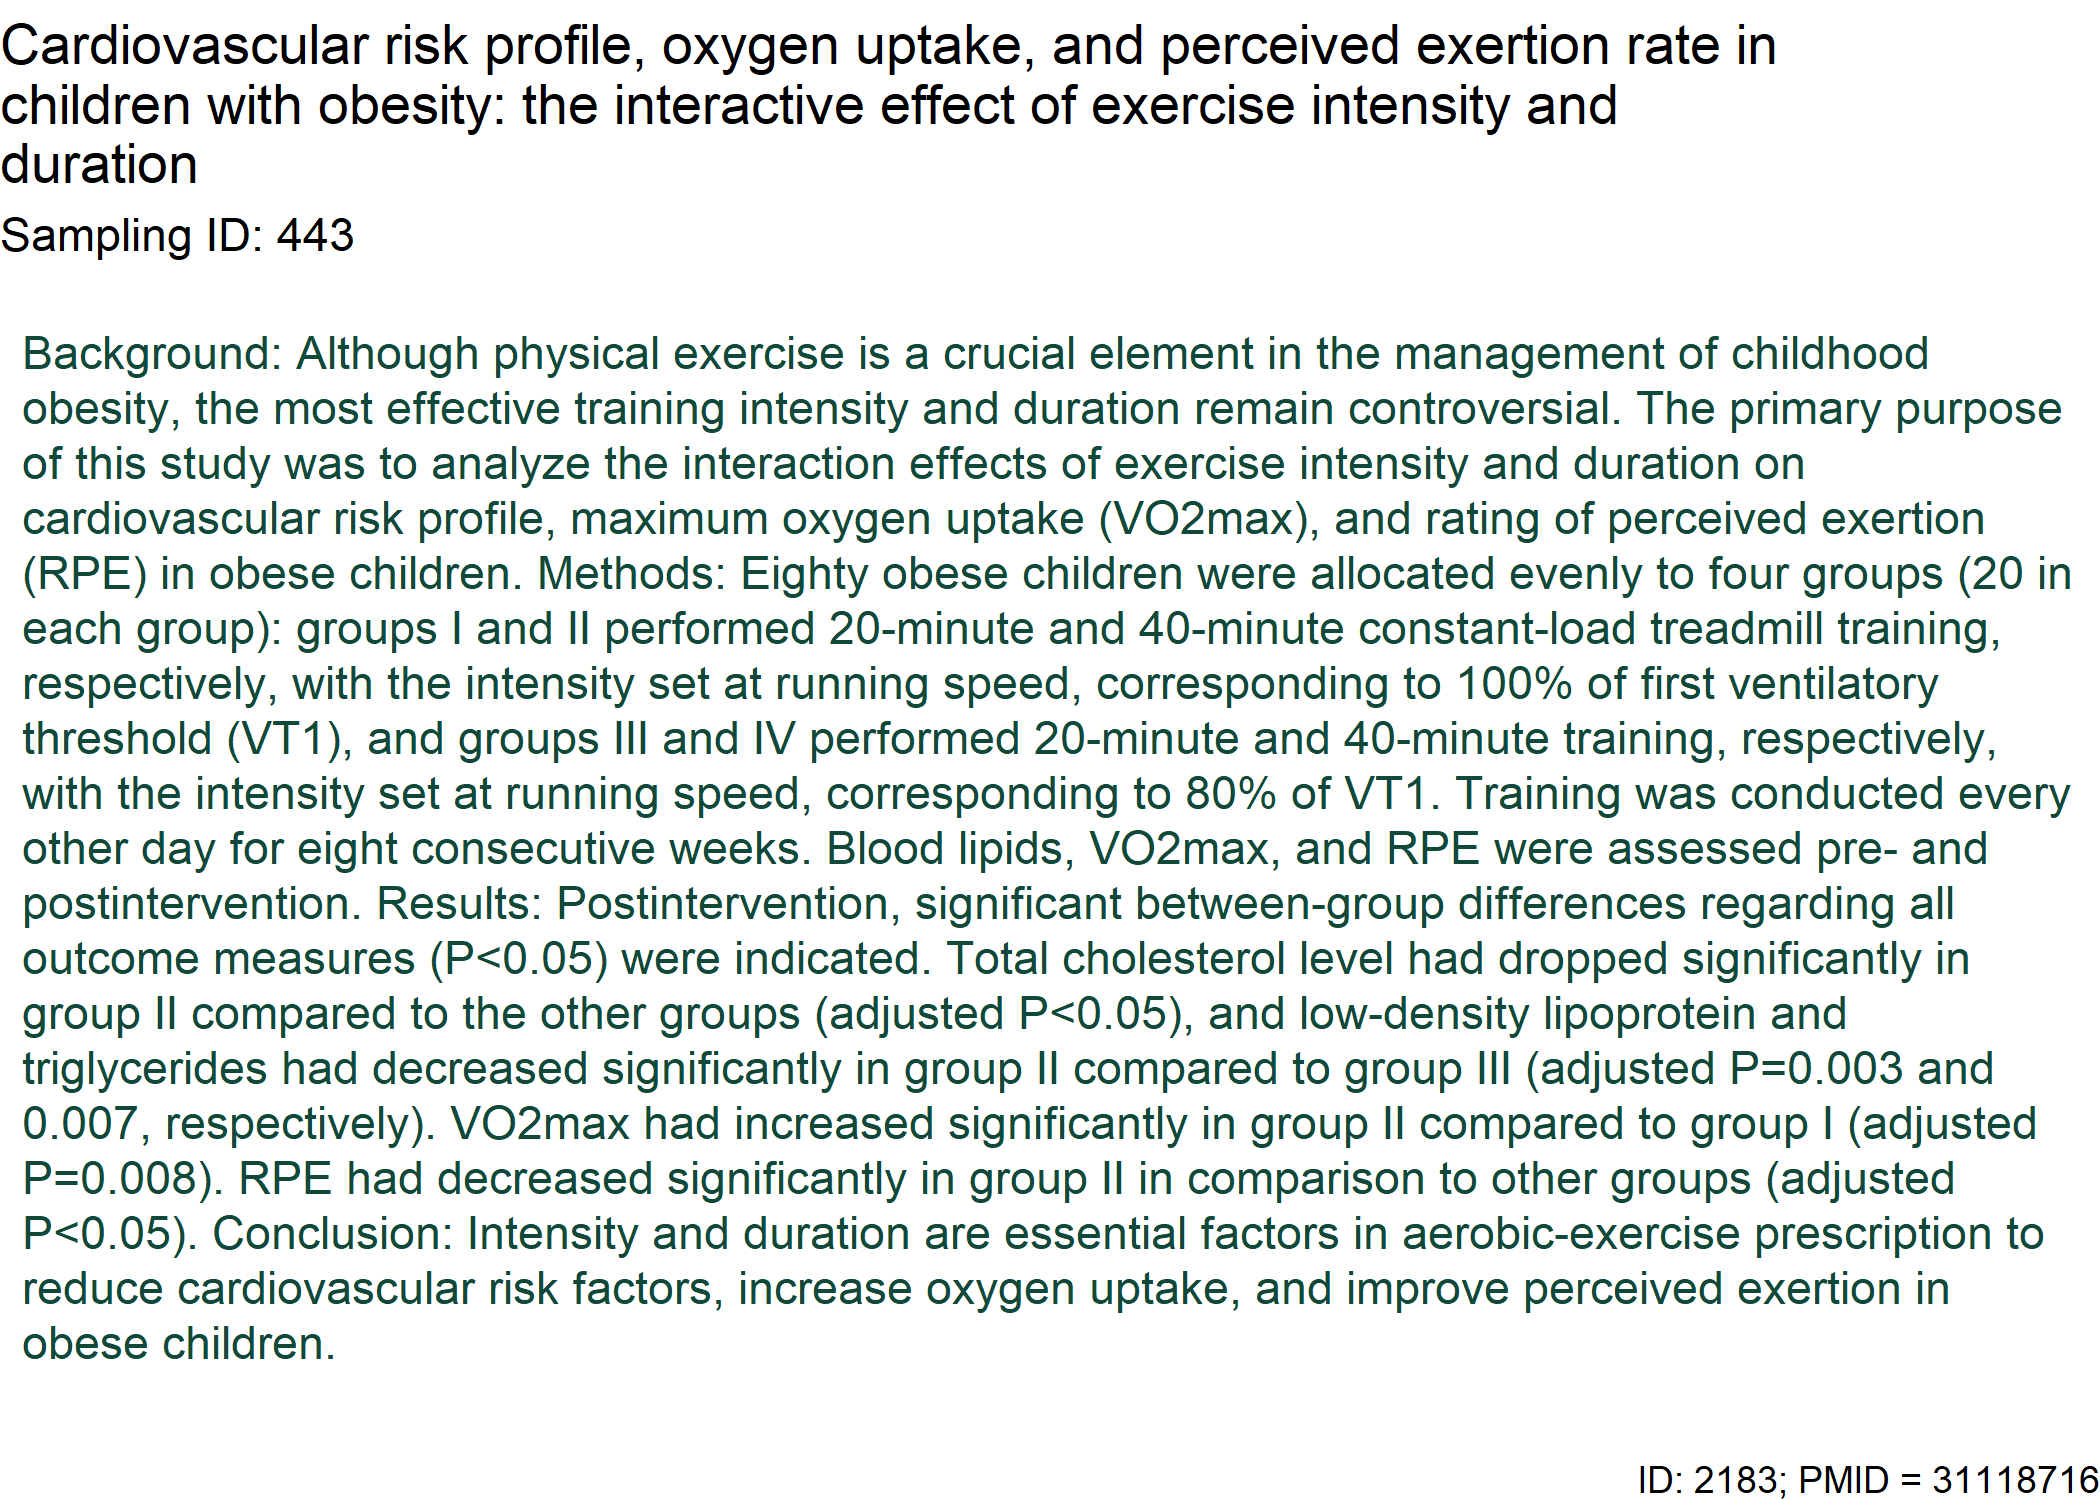 Cardiovascular risk profile, oxygen uptake, and perceived exertion rate in
children with obesity: the interactive effect of exercise intensity and
duration
Sampling ID: 443
Background: Although physical exercise is a crucial element in the management of childhood
obesity, the most effective training intensity and duration remain controversial. The primary purpose
of this study was to analyze the interaction effects of exercise intensity and duration on
cardiovascular risk profile, maximum oxygen uptake (VO2max), and rating of perceived exertion
(RPE) in obese children. Methods: Eighty obese children were allocated evenly to four groups (20 in
each group): groups I and II performed 20-minute and 40-minute constant-load treadmill training,
respectively, with the intensity set at running speed, corresponding to 100% of first ventilatory
threshold (VT1), and groups III and IV performed 20-minute and 40-minute training, respectively,
with the intensity set at running speed, corresponding to 80% of VT1. Training was conducted every
other day for eight consecutive weeks. Blood lipids, VO2max, and RPE were assessed pre- and
postintervention. Results: Postintervention, significant between-group differences regarding all
outcome measures (P<0.05) were indicated. Total cholesterol level had dropped significantly in
group II compared to the other groups (adjusted P<0.05), and low-density lipoprotein and
triglycerides had decreased significantly in group II compared to group III (adjusted P=0.003 and
0.007, respectively). VO2max had increased significantly in group II compared to group I (adjusted
P=0.008). RPE had decreased significantly in group II in comparison to other groups (adjusted
P<0.05). Conclusion: Intensity and duration are essential factors in aerobic-exercise prescription to
reduce cardiovascular risk factors, increase oxygen uptake, and improve perceived exertion in
obese children.
ID: 2183; PMID = 31118716